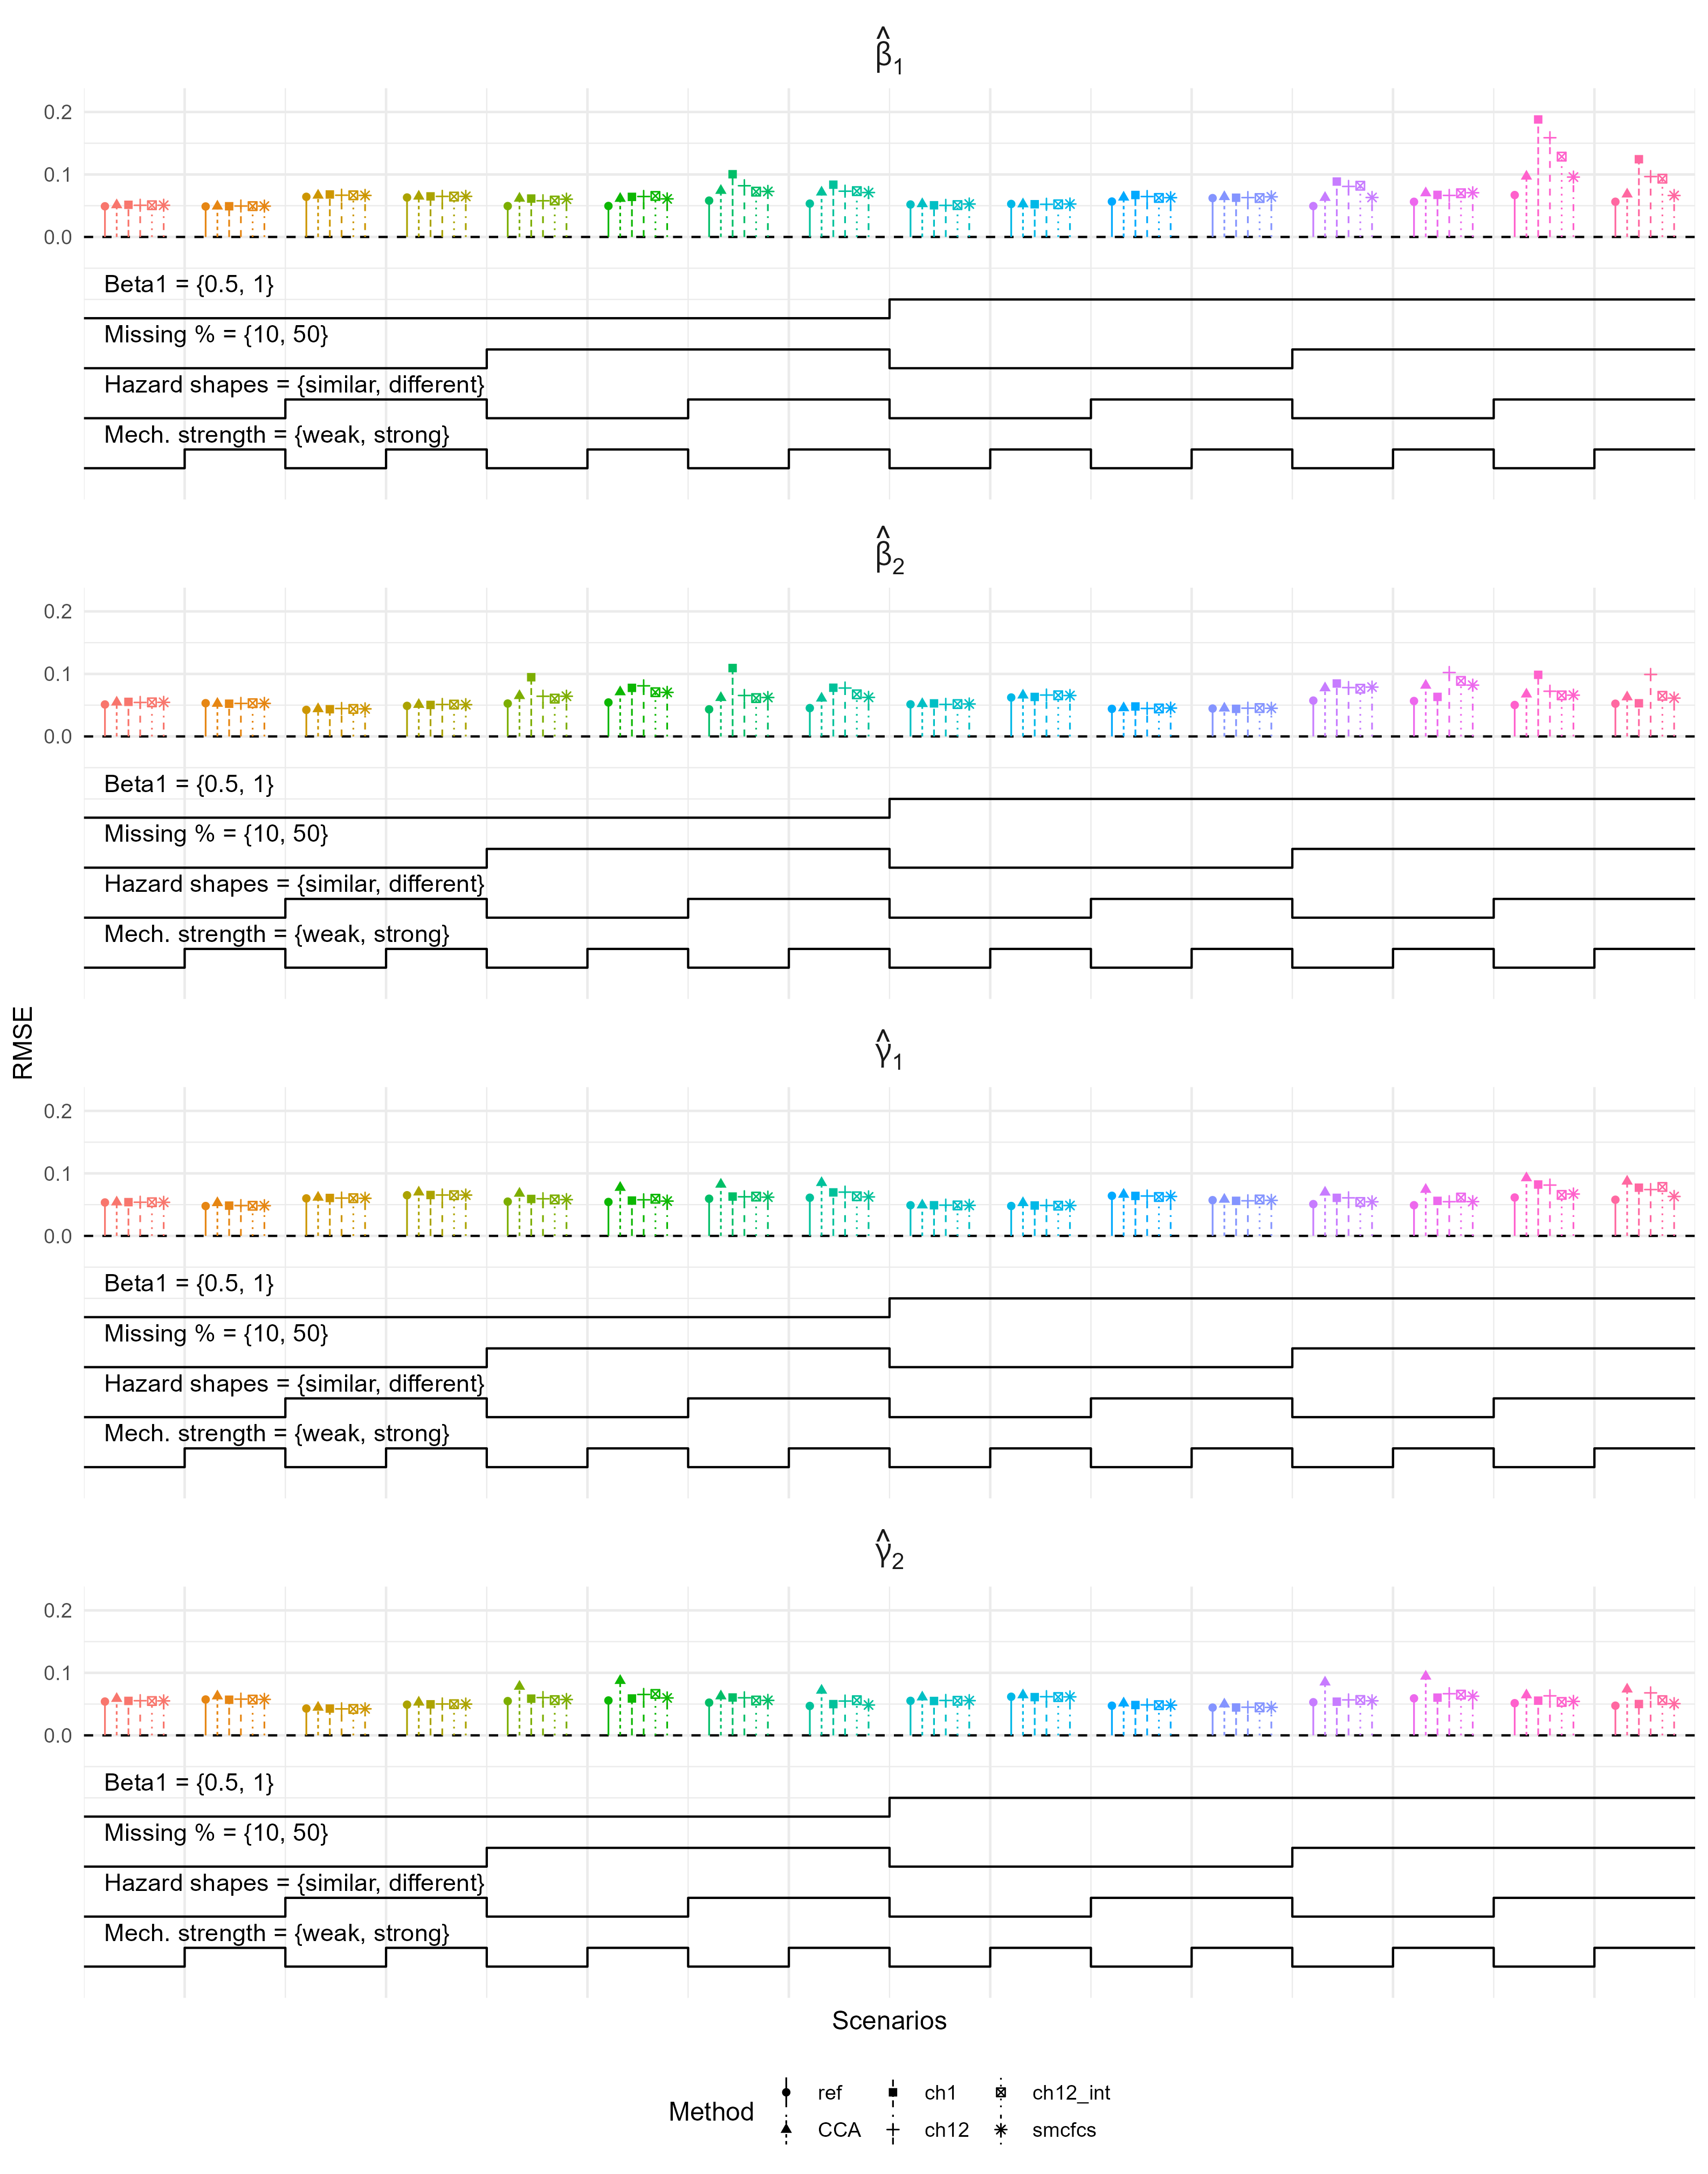 β̂1
0.2
0.1
0.0
Beta1 = {0.5, 1}
Missing % = {10, 50}
Hazard shapes = {similar, different}
Mech. strength = {weak, strong}
β̂2
0.2
0.1
0.0
Beta1 = {0.5, 1}
Missing % = {10, 50}
Hazard shapes = {similar, different}
Mech. strength = {weak, strong}
RMSE
γ̂1
0.2
0.1
0.0
Beta1 = {0.5, 1}
Missing % = {10, 50}
Hazard shapes = {similar, different}
Mech. strength = {weak, strong}
γ̂2
0.2
0.1
0.0
Beta1 = {0.5, 1}
Missing % = {10, 50}
Hazard shapes = {similar, different}
Mech. strength = {weak, strong}
Scenarios
Method
ref ch1 ch12_int
CCA ch12 smcfcs